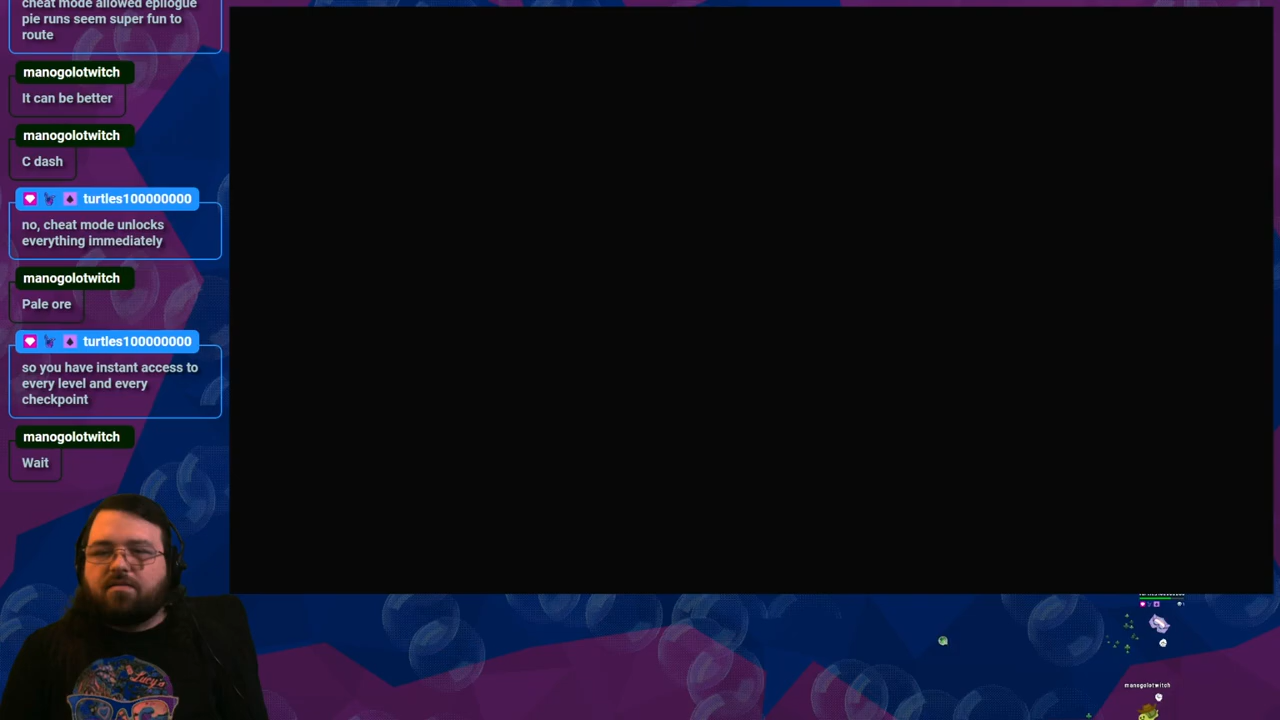 cheat mode allowed epilogue
pie runs seem super fun to
route
manogolotwitch
It can be better
manogolotwitch
C dash
turtles100000000
no, cheat mode unlocks
everything immediately
manogolotwitch
Pale ore
turtles100000000
so you have instant access to
every level and every
checkpoint
manogolotwitch
Wait
Lucy's
manogolotwitch